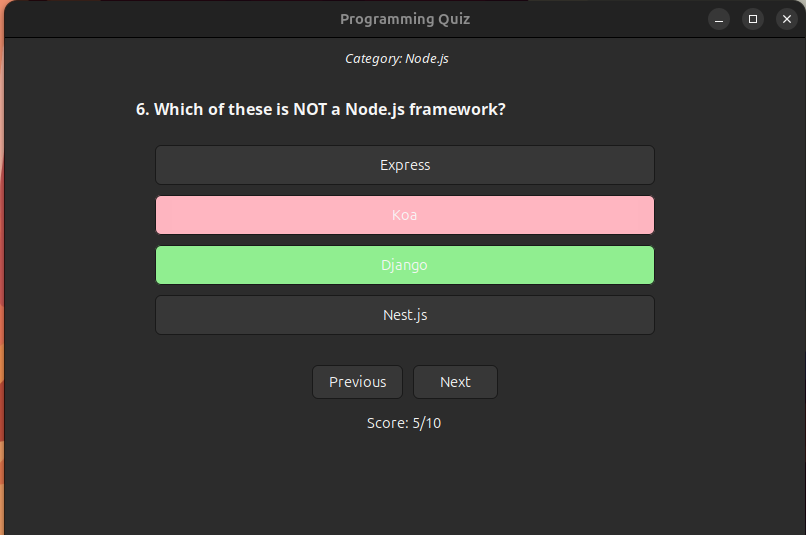 Programming Quiz
Category: Node.js
6. Which of these is NOT a Node.js framework?
Express
Koa
Django
Nest.js
Previous Next
Score: 5/10